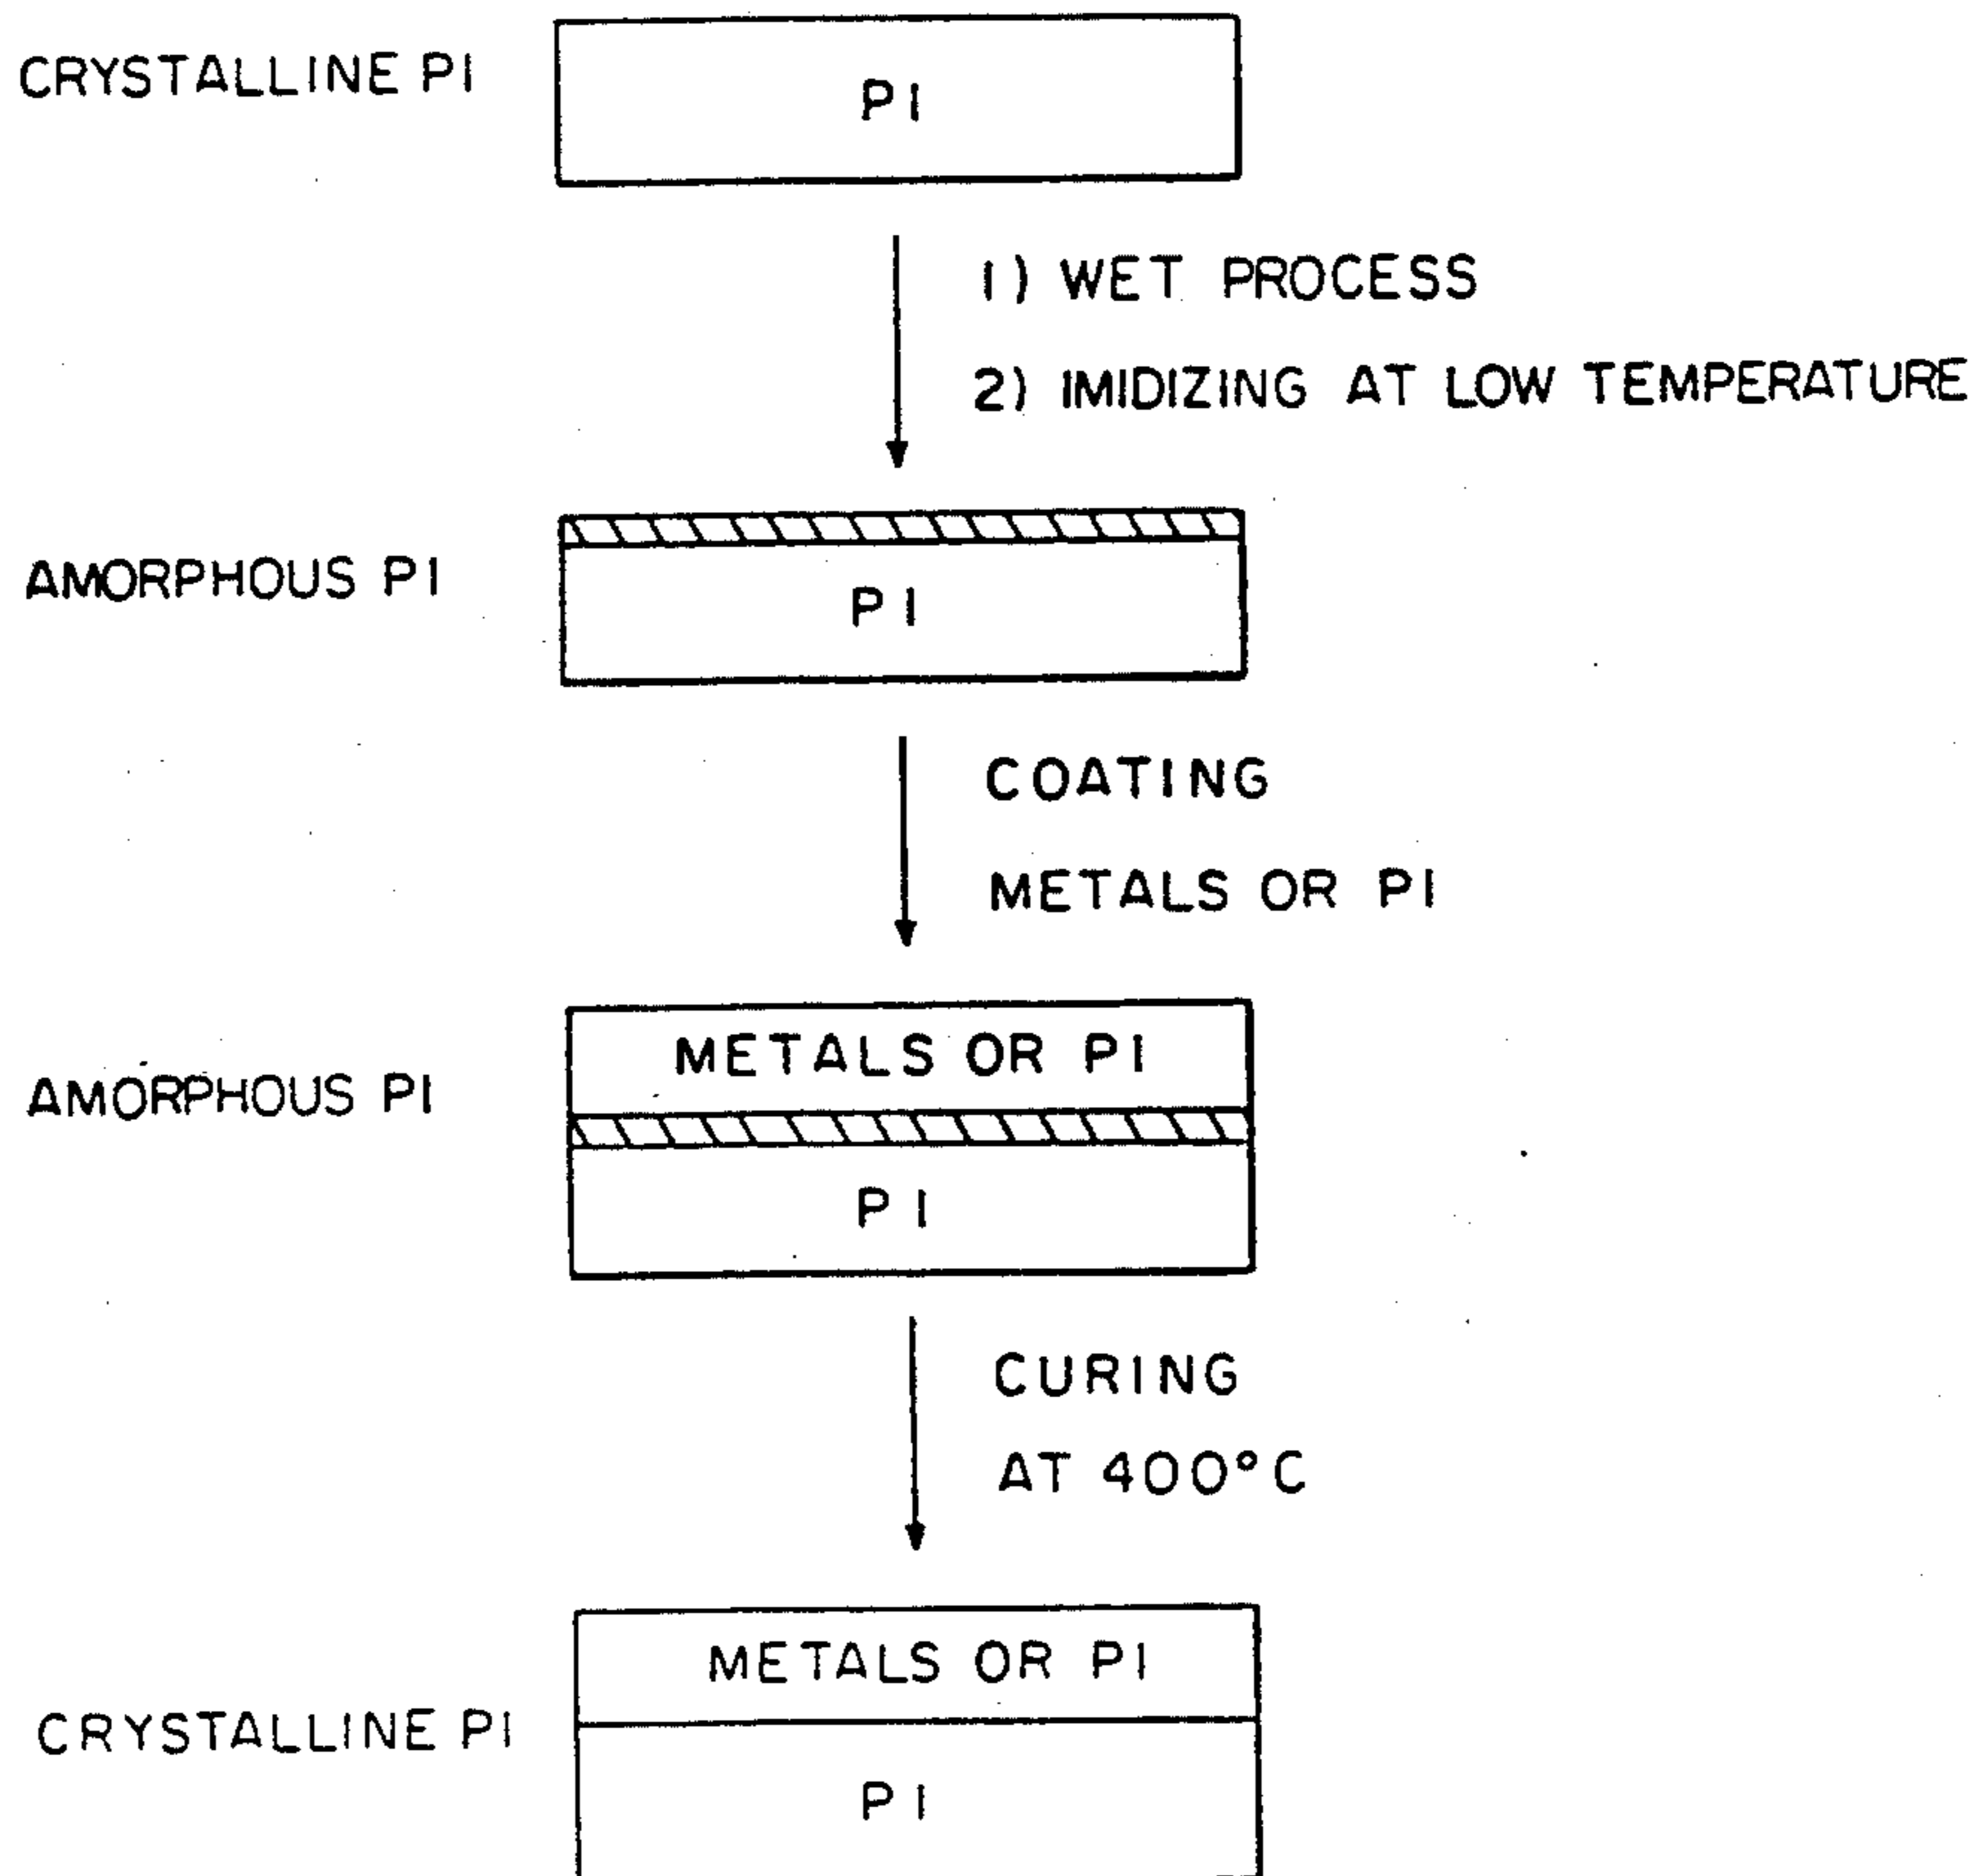 CRYSTALLINE PI
PI
1) WET PROCESS
2) IMIDIZING AT LOW TEMPERATURE
AMORPHOUS PI
PI
COATING
METALS OR PI
METALS OR PI
AMORPHOUS PI
PI
CURING
AT 400°C
METALS OR PI
CRYSTALLINE PI
PI